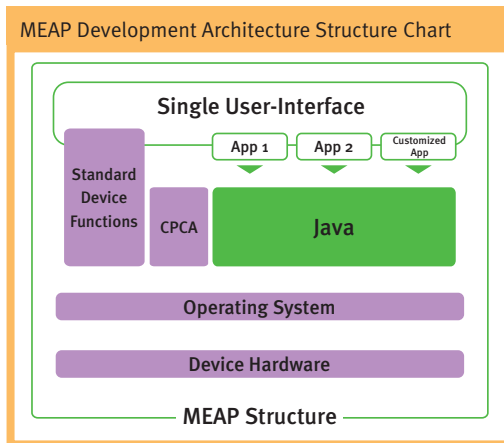 MEAP Development Architecture Structure Chart
Single User-Interface
App 1
App 2
Customized
App
Standard
Device
Functions
CPCA
Java
Operating System
Device Hardware
MEAP Structure